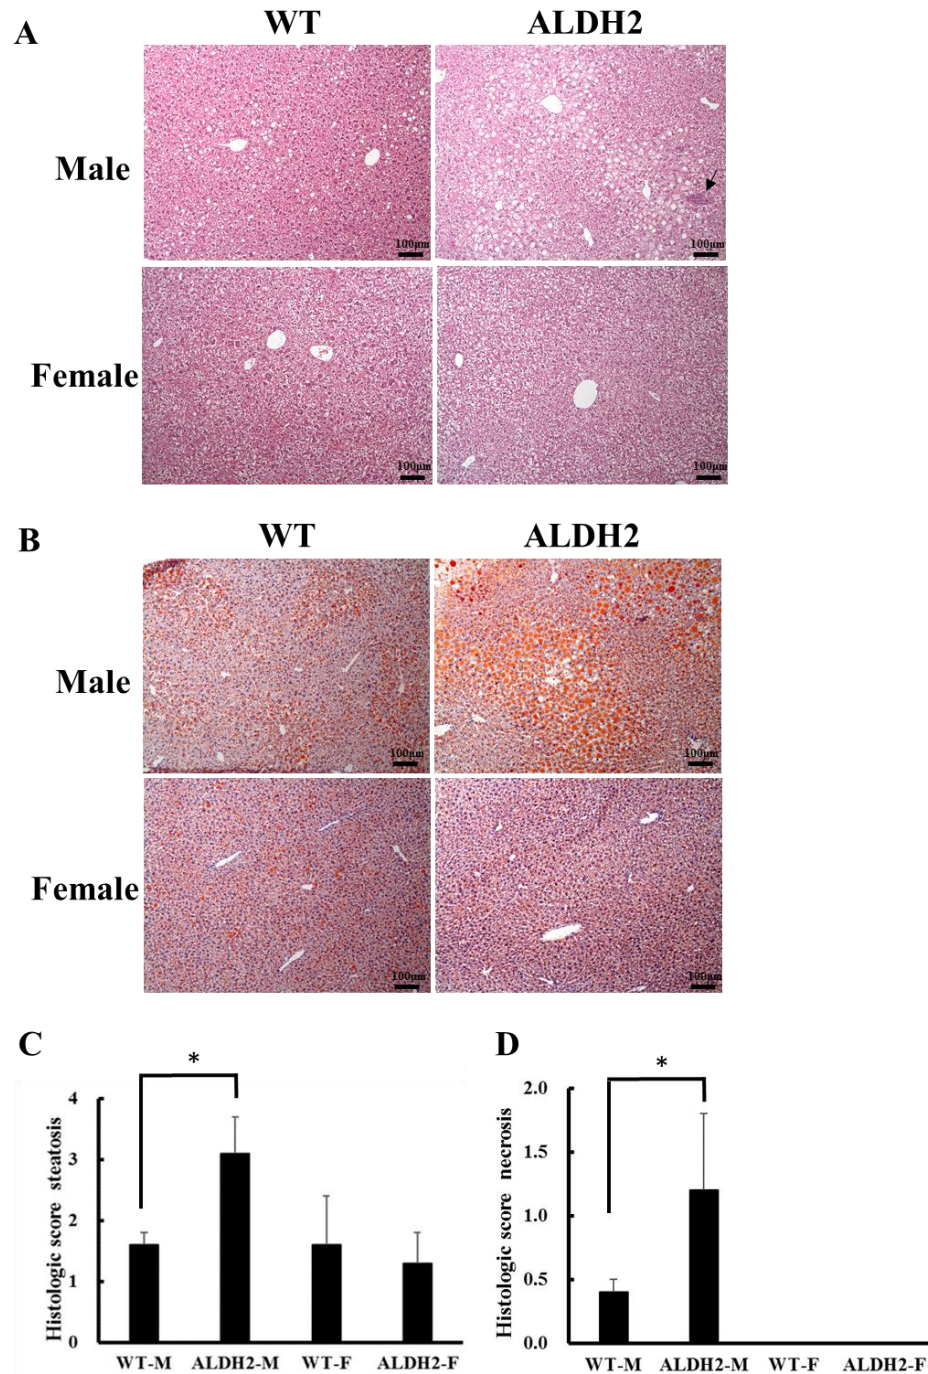 A
WT
ALDH2
Male
100μm
100μm
Female
100μm
100μm
B
WT
ALDH2
Male
100μm
100μm
Female
100μm
100μm
C
*
Histologic score steatosis
4
3
2
1
0
WT-M
ALDH2-M
WT-F
ALDH2-F
D
*
Histologic score necrosis
2.0
1.5
1.0
0.5
0.0
WT-M
ALDH2-M
WT-F
ALDH2-F